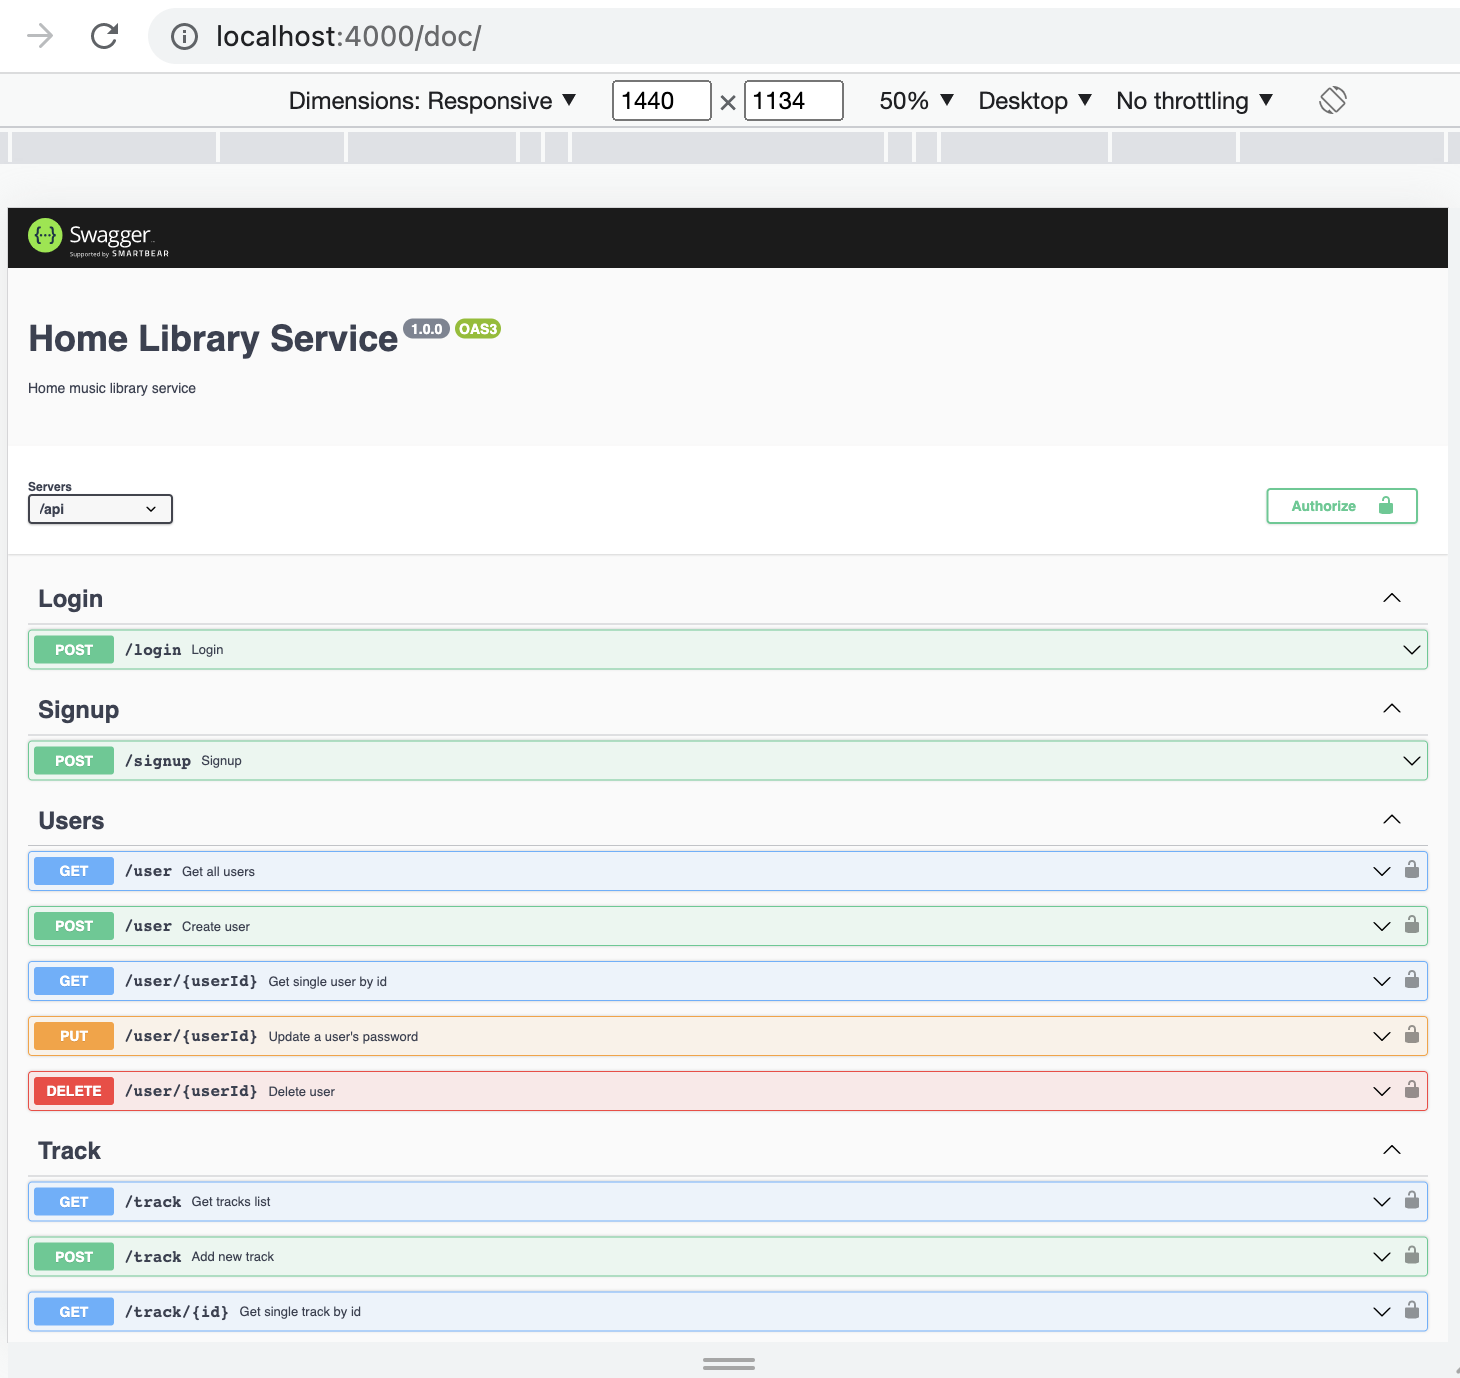 localhost:4000/doc/
Dimensions: Responsive 1440 × 1134 50% Desktop No throttling
{···} Swagger
Supported by SMARTBEAR
Home Library Service 1.0.0 OAS3
Home music library service
Servers
/api
Authorize
Login
POST /login Login
Signup
POST /signup Signup
Users
GET /user Get all users
POST /user Create user
GET /user/{userId} Get single user by id
PUT /user/{userId} Update a user's password
DELETE /user/{userId} Delete user
Track
GET /track Get tracks list
POST /track Add new track
GET /track/{id} Get single track by id